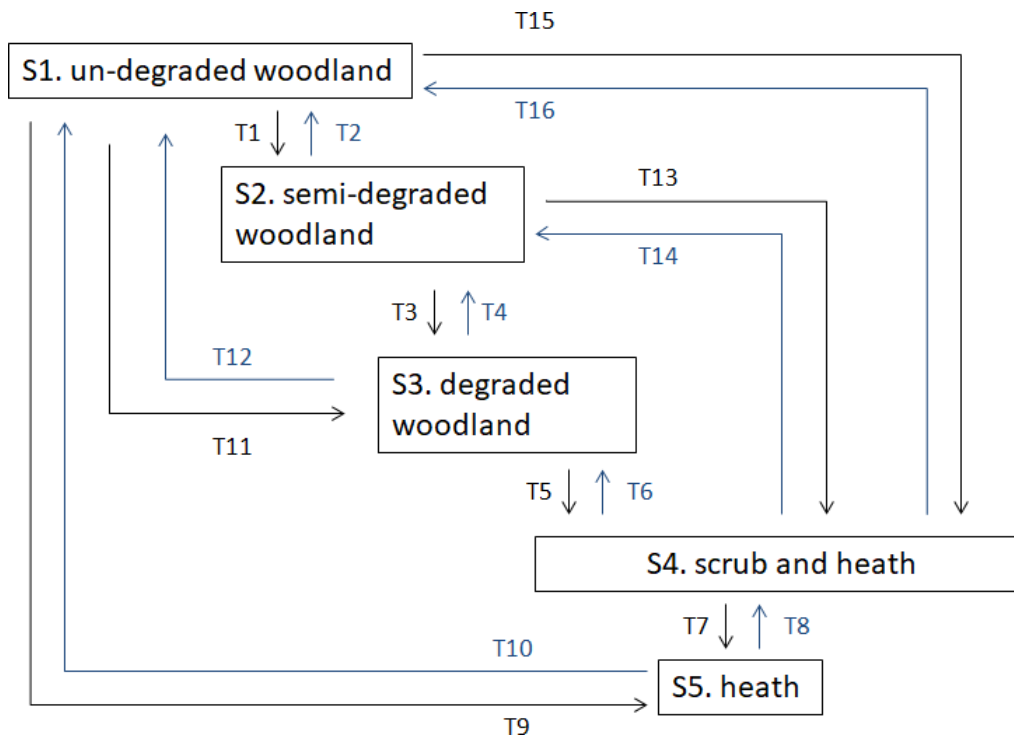 T15
S1. un-degraded woodland
T16
T1
T2
T13
S2. semi-degraded
woodland
T14
T3
T4
T12
S3. degraded
woodland
T11
T5
T6
S4. scrub and heath
T7
T8
T10
S5. heath
T9